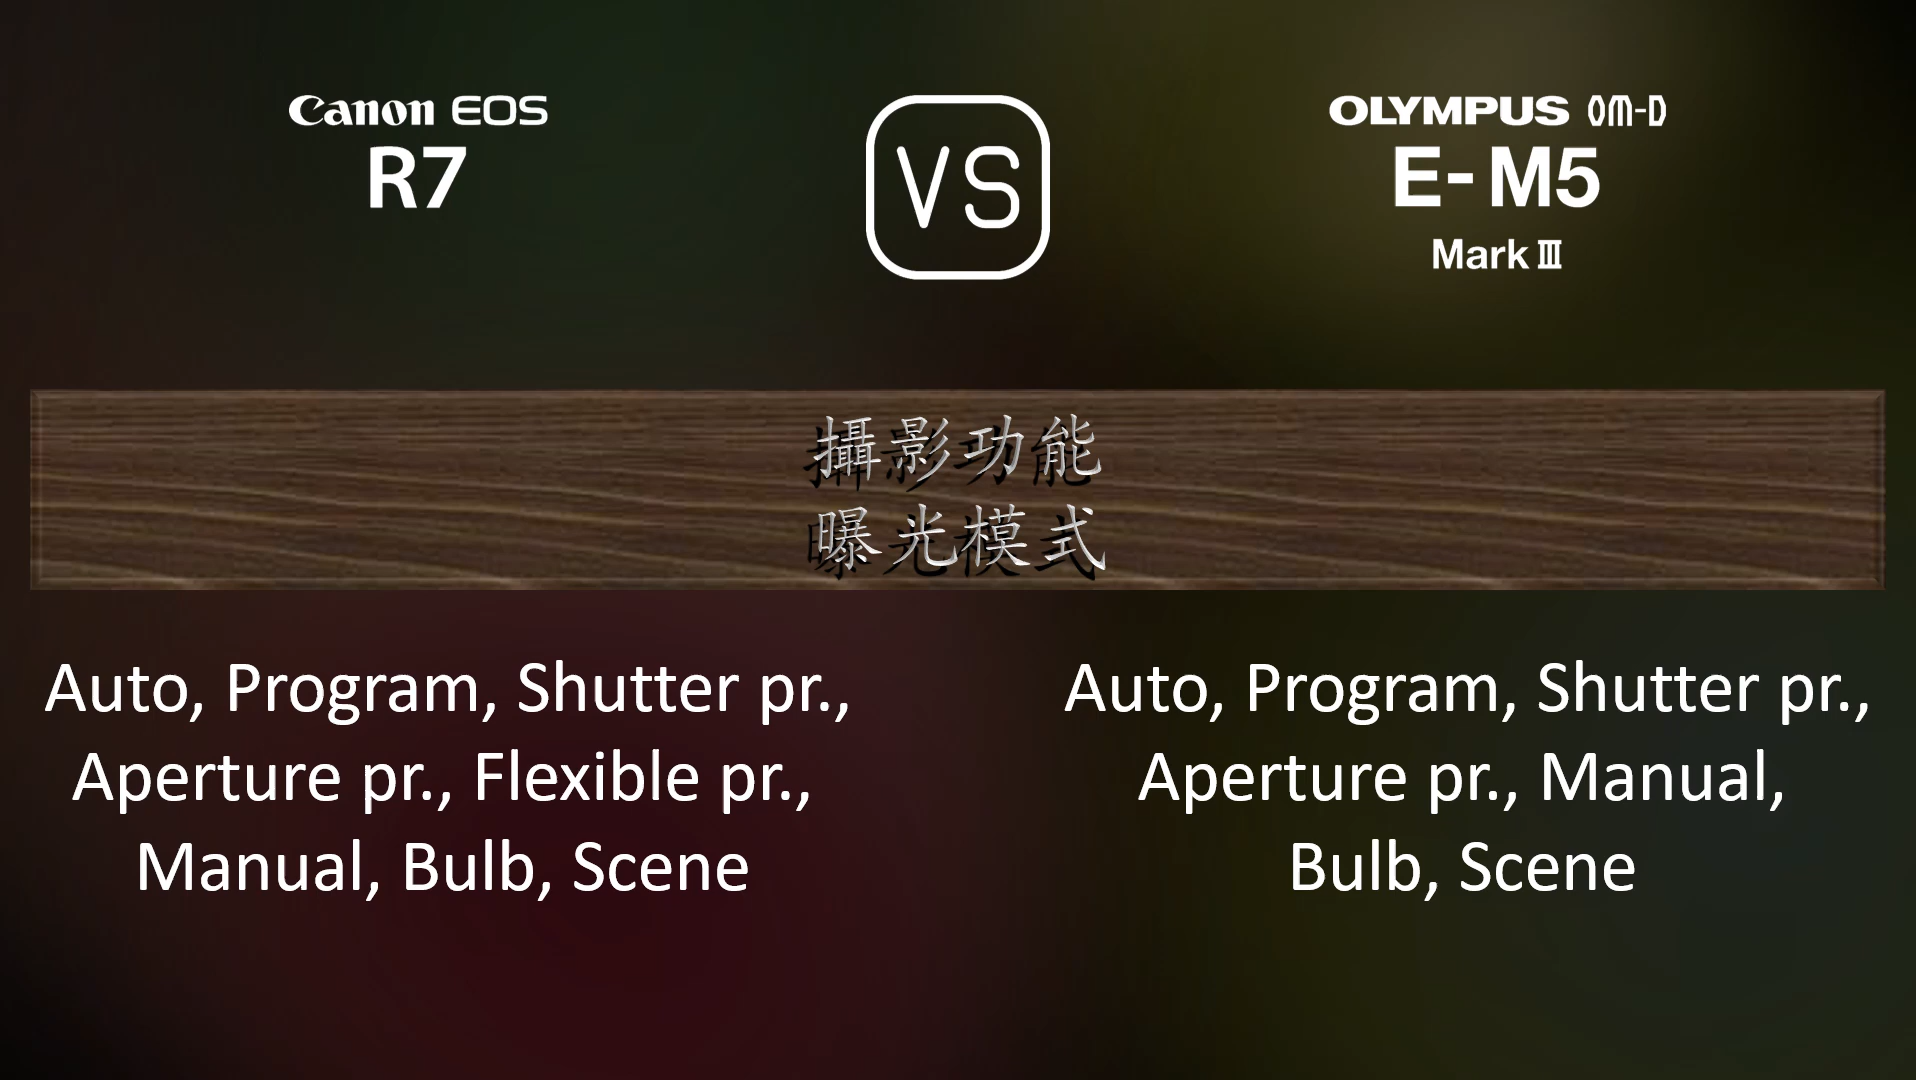 Canon EOS
R7
VS
OLYMPUS OM-D
E-M5
Mark III
攝影功能
曝光模式
Auto, Program, Shutter pr.,
Aperture pr., Flexible pr.,
Manual, Bulb, Scene
Auto, Program, Shutter pr.,
Aperture pr., Manual,
Bulb, Scene